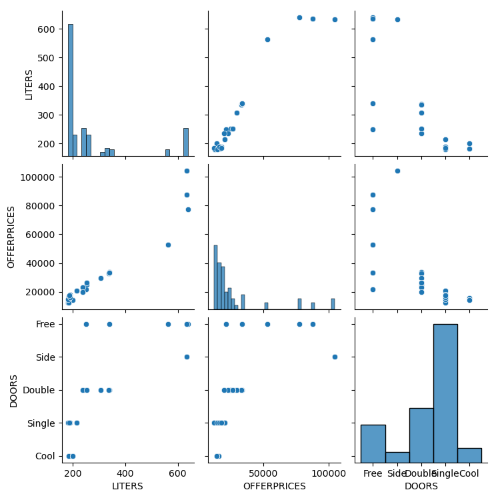 600
500
400
300
200
LITERS
100000
80000
60000
40000
20000
OFFERPRICES
Free
Side
Double
Single
Cool
DOORS
200 400 600
50000 100000
Free Side Double Single Cool
LITERS OFFERPRICES DOORS